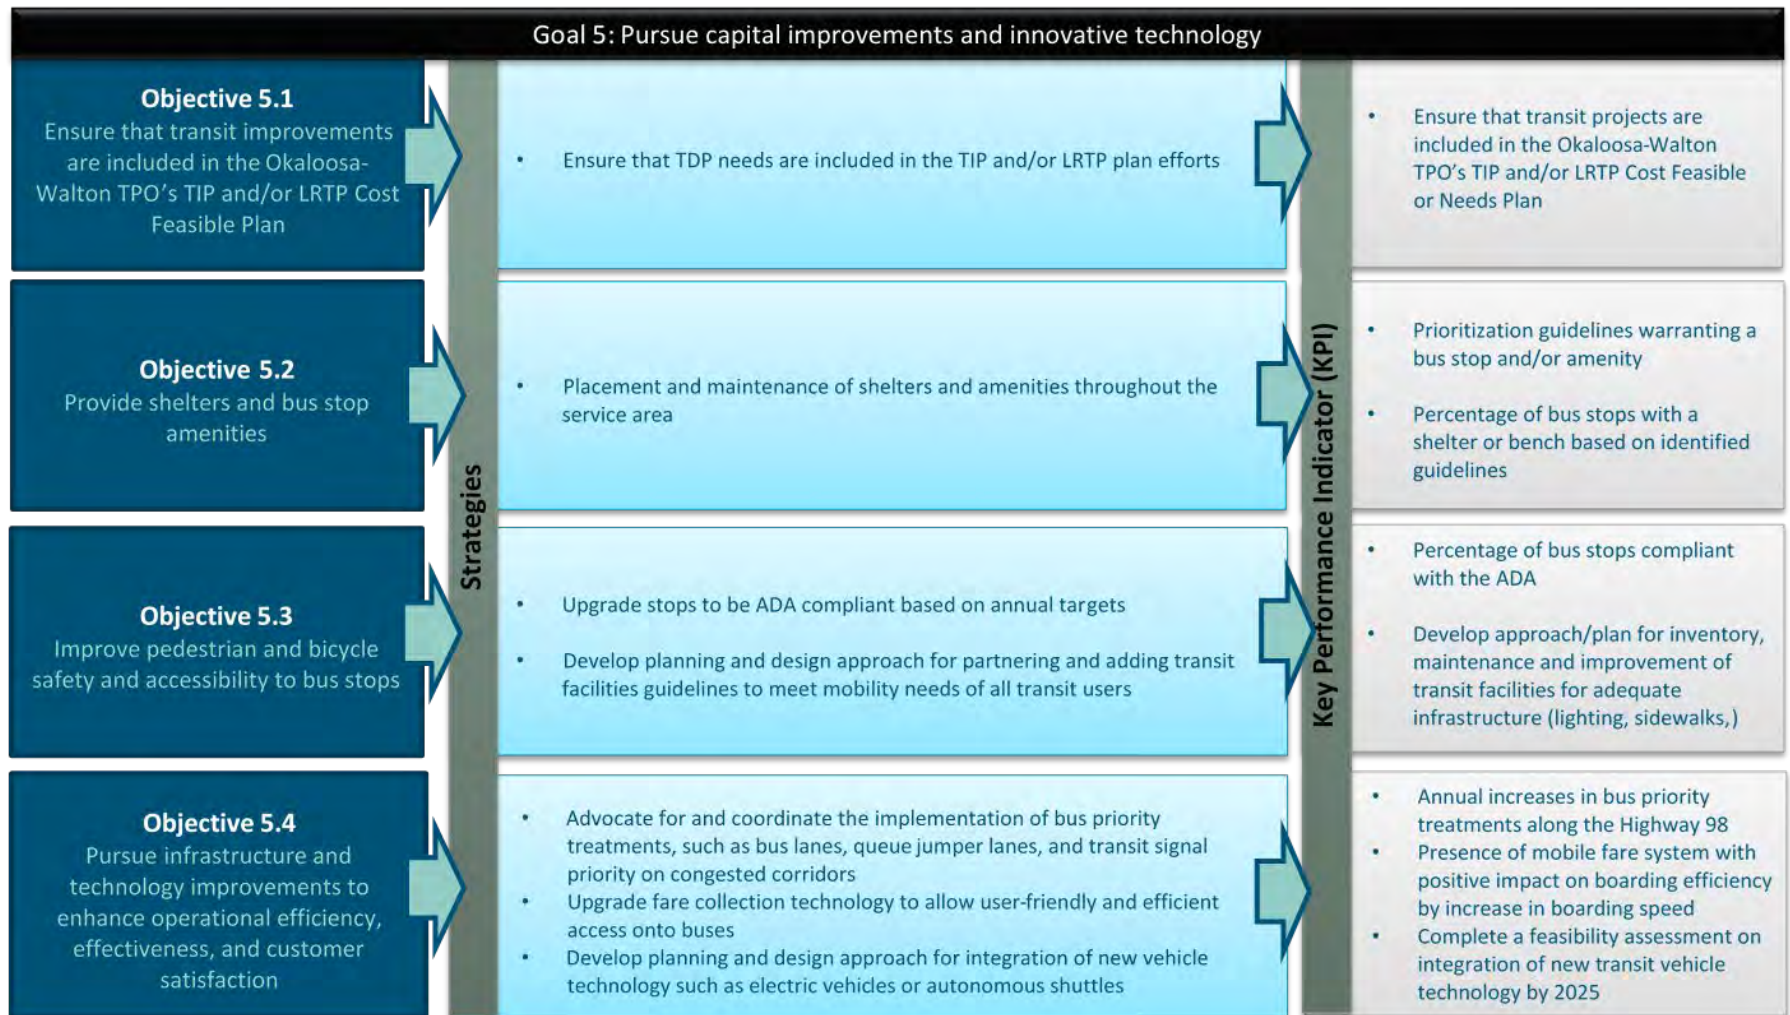 Goal 5: Pursue capital improvements and innovative technology
Objective 5.1
Ensure that transit improvements
are included in the Okaloosa-
Walton TPO's TIP and/or LRTP Cost
Feasible Plan
• Ensure that TDP needs are included in the TIP and/or LRTP plan efforts
• Ensure that transit projects are
included in the Okaloosa-Walton
TPO's TIP and/or LRTP Cost Feasible
or Needs Plan
Objective 5.2
Provide shelters and bus stop
amenities
• Placement and maintenance of shelters and amenities throughout the
service area
• Prioritization guidelines warranting a
bus stop and/or amenity
• Percentage of bus stops with a
shelter or bench based on identified
guidelines
Strategies
Key Performance Indicator (KPI)
Objective 5.3
Improve pedestrian and bicycle
safety and accessibility to bus stops
• Upgrade stops to be ADA compliant based on annual targets
• Develop planning and design approach for partnering and adding transit
facilities guidelines to meet mobility needs of all transit users
• Percentage of bus stops compliant
with the ADA
• Develop approach/plan for inventory,
maintenance and improvement of
transit facilities for adequate
infrastructure (lighting, sidewalks,)
Objective 5.4
Pursue infrastructure and
technology improvements to
enhance operational efficiency,
effectiveness, and customer
satisfaction
• Advocate for and coordinate the implementation of bus priority
treatments, such as bus lanes, queue jumper lanes, and transit signal
priority on congested corridors
• Upgrade fare collection technology to allow user-friendly and efficient
access onto buses
• Develop planning and design approach for integration of new vehicle
technology such as electric vehicles or autonomous shuttles
• Annual increases in bus priority
treatments along the Highway 98
• Presence of mobile fare system with
positive impact on boarding efficiency
by increase in boarding speed
• Complete a feasibility assessment on
integration of new transit vehicle
technology by 2025